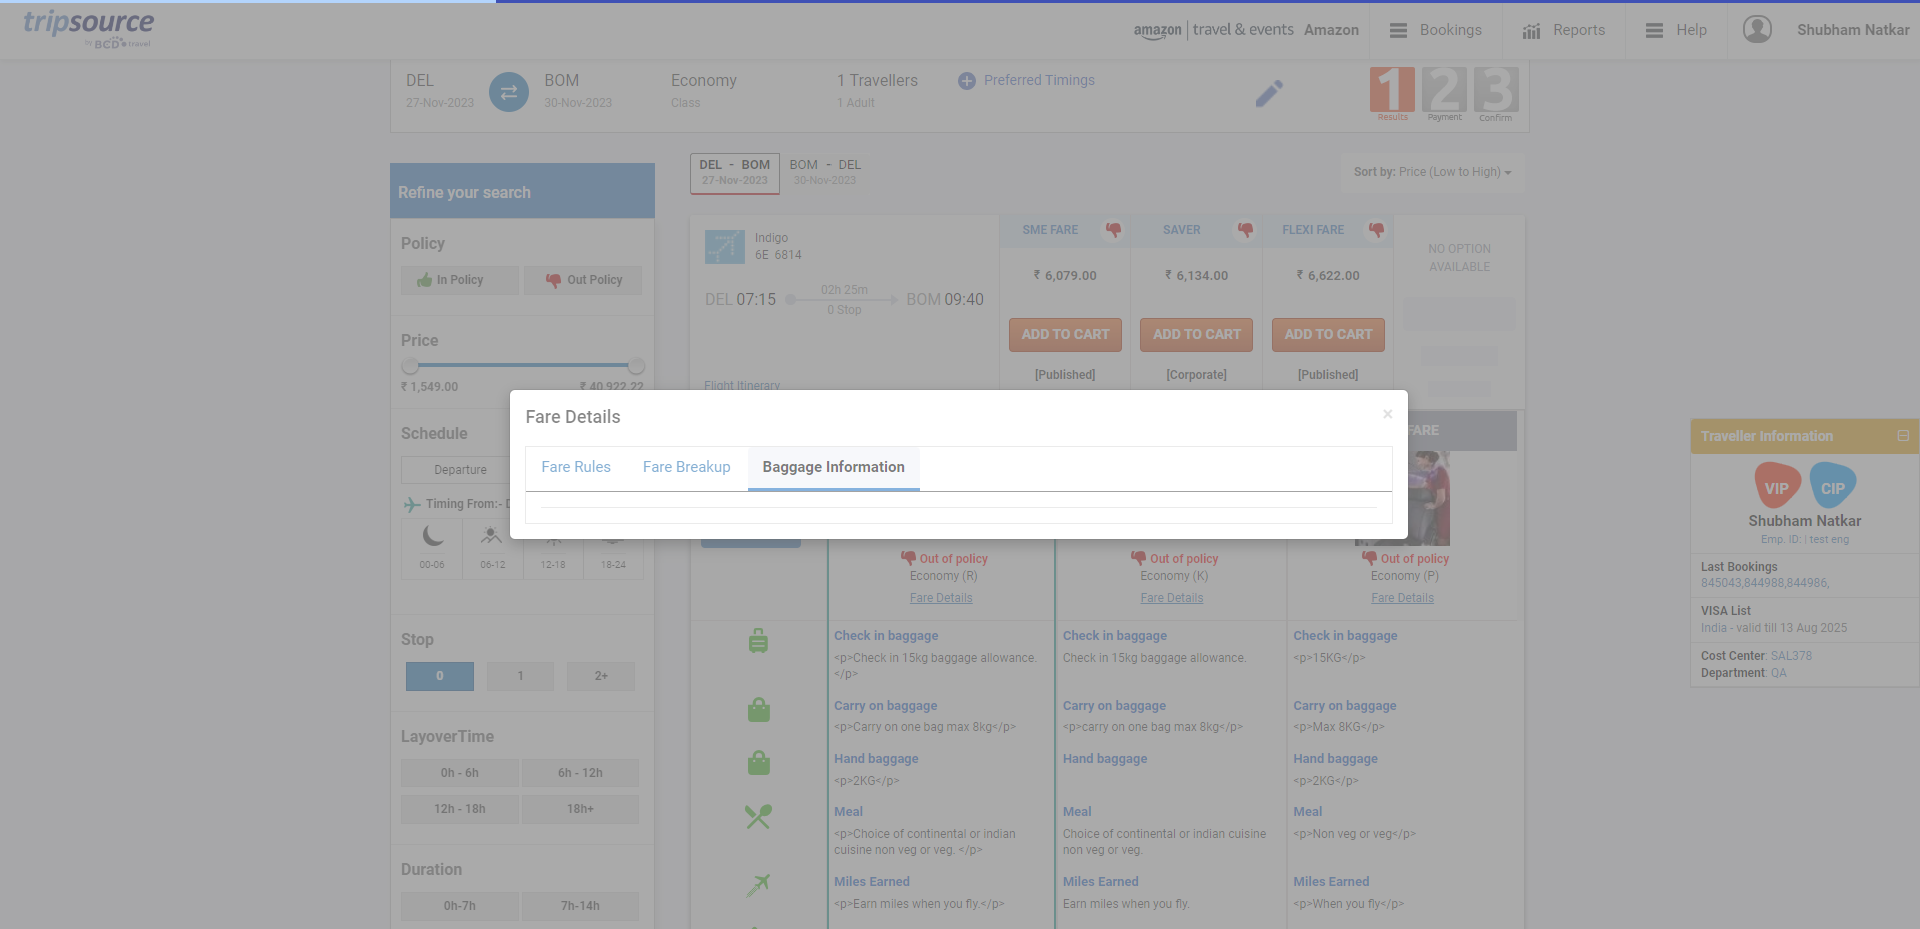 tripsource
by BCD travel
amazon travel & events Amazon
Bookings
Reports
Help
Shubham Natkar
DEL
27-Nov-2023
BOM
30-Nov-2023
Economy
Class
1 Travellers
1 Adult
Preferred Timings
1 2 3
Results Payment Confirm
Refine your search
Policy
In Policy
Out Policy
Price
₹ 1,549.00
₹ 40,922.22
Schedule
Departure
Timing From:- D
00-06
06-12
12-18
18-24
Stop
0
1
2+
LayoverTime
0h - 6h
6h - 12h
12h - 18h
18h+
Duration
0h-7h
7h-14h
DEL - BOM
27-Nov-2023
BOM - DEL
30-Nov-2023
Sort by: Price (Low to High)
Indigo
6E 6814
DEL 07:15
02h 25m
0 Stop
BOM 09:40
Flight Itinerary
SME FARE
₹ 6,079.00
ADD TO CART
[Published]
SAVER
₹ 6,134.00
ADD TO CART
[Corporate]
FLEXI FARE
₹ 6,622.00
ADD TO CART
[Published]
NO OPTION
AVAILABLE
Fare Details
×
Fare Rules
Fare Breakup
Baggage Information
FARE
Out of policy
Economy (R)
Fare Details
Out of policy
Economy (K)
Fare Details
Out of policy
Economy (P)
Fare Details
Check in baggage
<p>Check in 15kg baggage allowance.
</p>
Check in baggage
Check in 15kg baggage allowance.
Check in baggage
<p>15KG</p>
Carry on baggage
<p>Carry on one bag max 8kg</p>
Carry on baggage
<p>carry on one bag max 8kg</p>
Carry on baggage
<p>Max 8KG</p>
Hand baggage
<p>2KG</p>
Hand baggage
Hand baggage
<p>2KG</p>
Meal
<p>Choice of continental or indian
cuisine non veg or veg. </p>
Meal
Choice of continental or indian cuisine
non veg or veg.
Meal
<p>Non veg or veg</p>
Miles Earned
<p>Earn miles when you fly.</p>
Miles Earned
Earn miles when you fly.
Miles Earned
<p>When you fly</p>
Traveller Information
VIP
CIP
Shubham Natkar
Emp. ID: | test eng
Last Bookings
845043,844988,844986,
VISA List
India - valid till 13 Aug 2025
Cost Center: SAL378
Department: QA